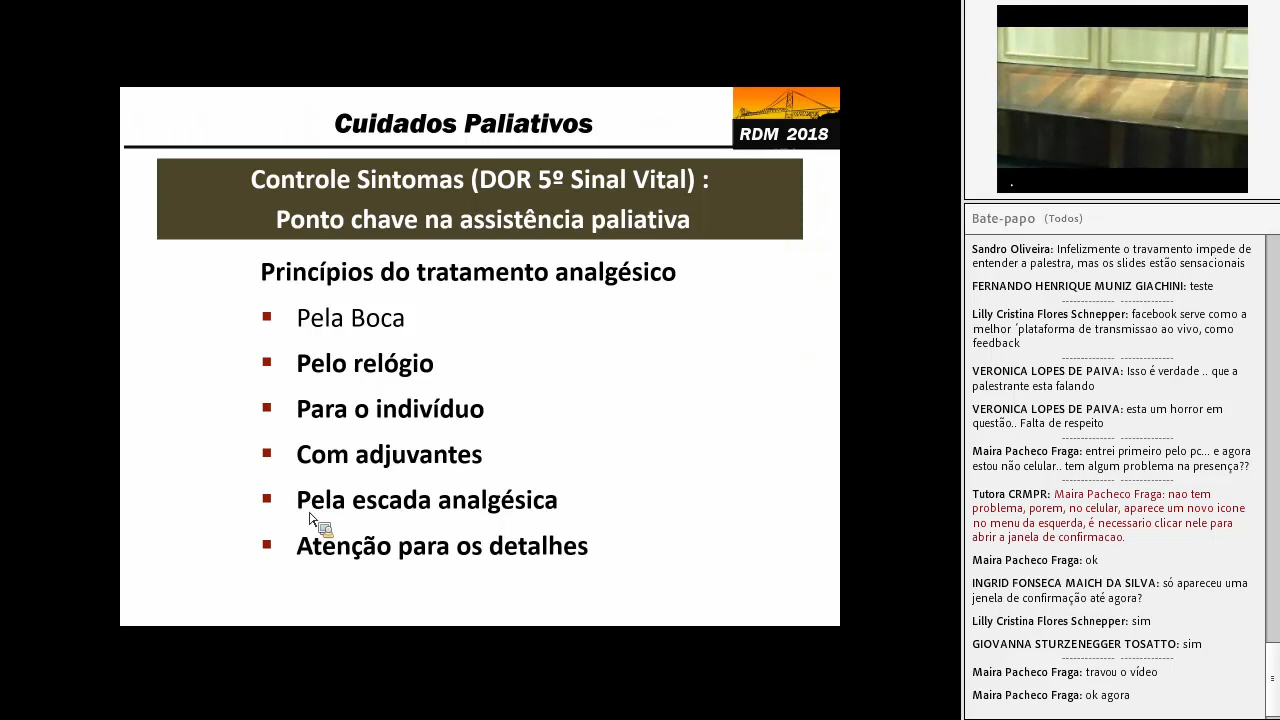 Cuidados Paliativos
RDM 2018
Controle Sintomas (DOR 5º Sinal Vital) :
Ponto chave na assistência paliativa
Princípios do tratamento analgésico
▪ Pela Boca
▪ Pelo relógio
▪ Para o indivíduo
▪ Com adjuvantes
▪ Pela escada analgésica
▪ Atenção para os detalhes
Bate-papo (Todos)
Sandro Oliveira: Infelizmente o travamento impede de
entender a palestra, mas os slides estão sensacionais
FERNANDO HENRIQUE MUNIZ GIACHINI: teste
-------------- --------------
Lilly Cristina Flores Schnepper: facebook serve como a
melhor ´plataforma de transmissao ao vivo, como
feedback
-------------- --------------
VERONICA LOPES DE PAIVA: Isso é verdade .. que a
palestrante esta falando
VERONICA LOPES DE PAIVA: esta um horror em
questão.. Falta de respeito
-------------- --------------
Maira Pacheco Fraga: entrei primeiro pelo pc... e agora
estou não celular.. tem algum problema na presença??
-------------- --------------
Tutora CRMPR: Maira Pacheco Fraga: nao tem
problema, porem, no celular, aparece um novo icone
no menu da esquerda, é necessario clicar nele para
abrir a janela de confirmacao.
Maira Pacheco Fraga: ok
INGRID FONSECA MAICH DA SILVA: só apareceu uma
jenela de confirmação até agora?
Lilly Cristina Flores Schnepper: sim
GIOVANNA STURZENEGGER TOSATTO: sim
-------------- --------------
Maira Pacheco Fraga: travou o vídeo
Maira Pacheco Fraga: ok agora